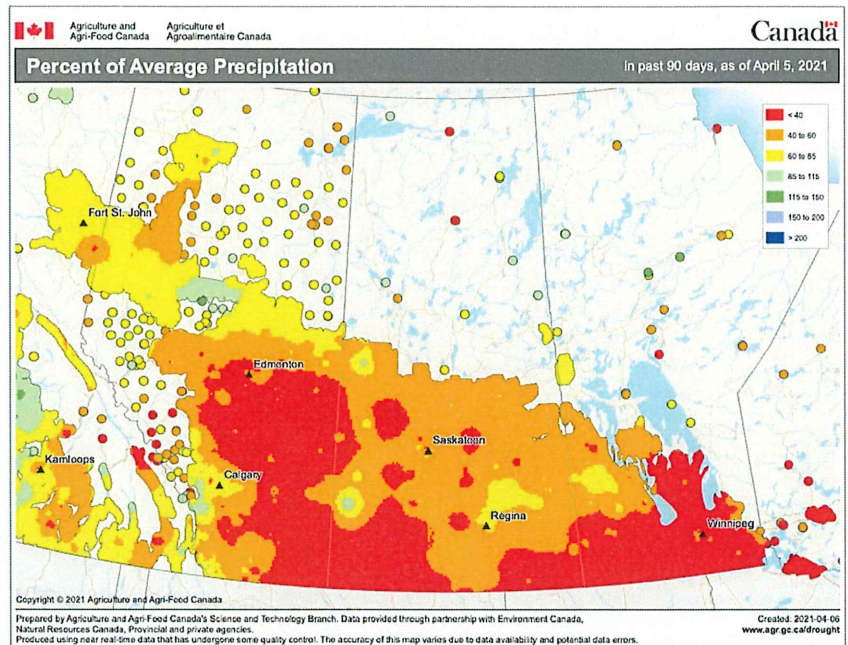 Agriculture and Agriculture et
Agri-Food Canada Agroalimentaire Canada
Canada
Percent of Average Precipitation
In past 90 days, as of April 5, 2021
< 40
40 to 60
60 to 85
85 to 115
115 to 150
150 to 200
> 200
Fort St. John
Edmonton
Saskatoon
Kamloops
Calgary
Regina
Winnipeg
Copyright © 2021 Agriculture and Agri-Food Canada
Prepared by Agriculture and Agri-Food Canada's Science and Technology Branch. Data provided through partnership with Environment Canada,
Natural Resources Canada, Provincial and private agencies.
Produced using near real-time data that has undergone some quality control. The accuracy of this map varies due to data availability and potential data errors.
Created: 2021-04-06
www.agr.gc.ca/drought